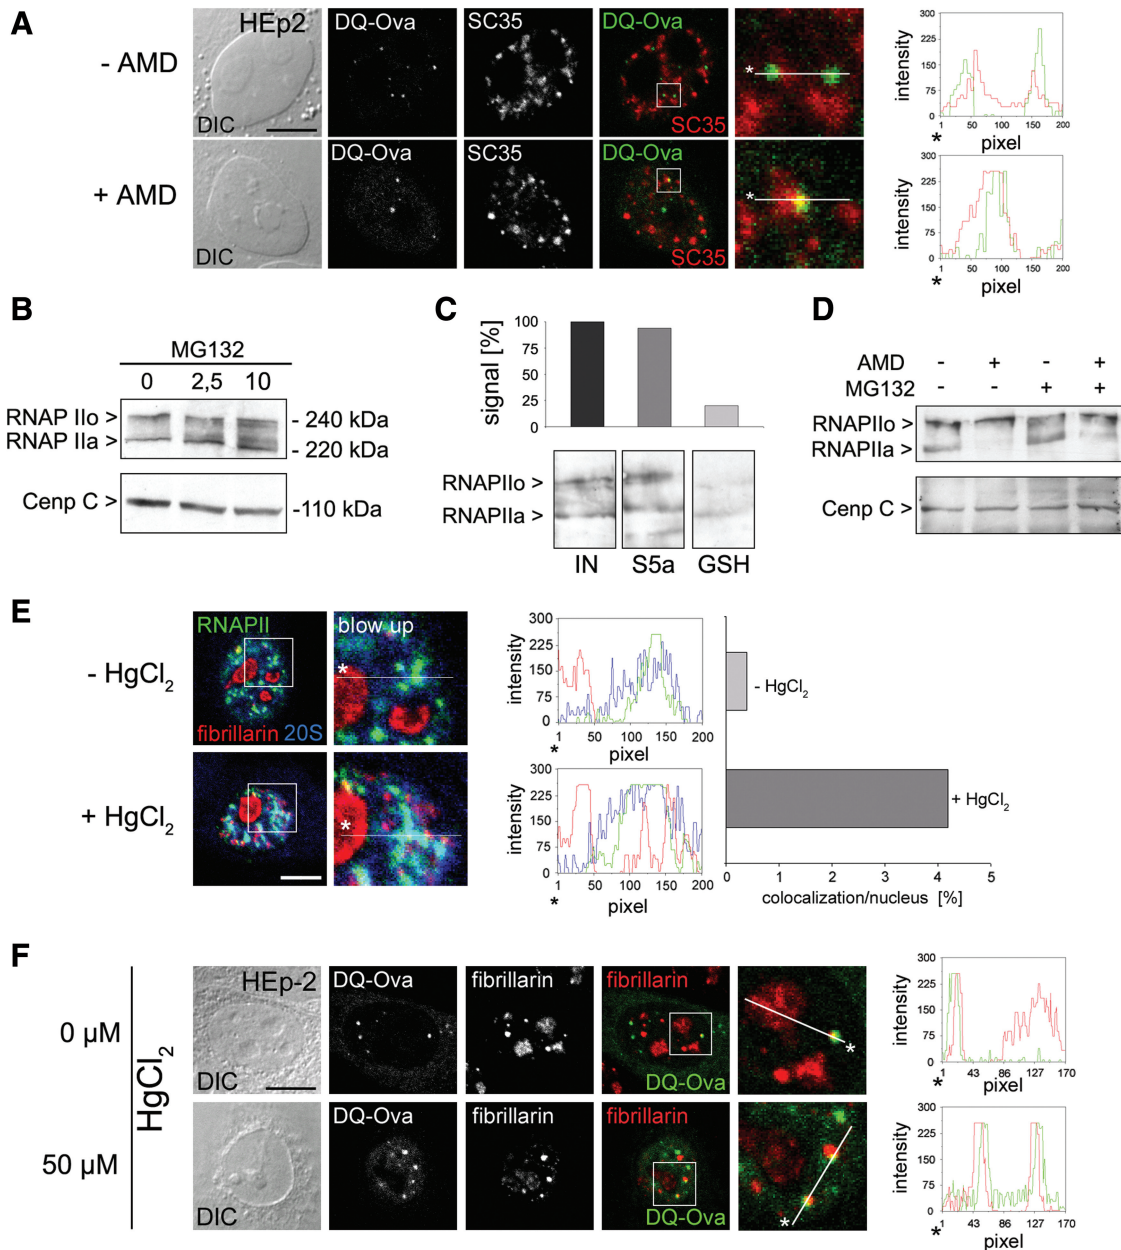 A
HEp2
DQ-Ova
SC35
DQ-Ova
- AMD
DIC
SC35
*
intensity
300
225
150
75
0
1 50 100 150 200
* pixel
DQ-Ova
SC35
DQ-Ova
+ AMD
DIC
SC35
*
intensity
300
225
150
75
0
1 50 100 150 200
* pixel
B
MG132
0 2,5 10
RNAP IIo > - 240 kDa
RNAP IIa > - 220 kDa
Cenp C > -110 kDa
C
signal [%]
100
75
50
25
0
RNAPIIo >
RNAPIIa >
IN S5a GSH
D
AMD - + - +
MG132 - - + +
RNAPIIo >
RNAPIIa >
Cenp C >
E
- HgCl2
RNAPII
fibrillarin 20S
blow up
*
intensity
300
225
150
75
0
1 50 100 150 200
* pixel
+ HgCl2
*
intensity
300
225
150
75
0
1 50 100 150 200
* pixel
- HgCl2
+ HgCl2
0 1 2 3 4 5
colocalization/nucleus [%]
F
HgCl2
0 µM
HEp-2
DIC
DQ-Ova
fibrillarin
fibrillarin
DQ-Ova
*
intensity
300
225
150
75
0
1 43 86 127 170
* pixel
50 µM
DIC
DQ-Ova
fibrillarin
fibrillarin
DQ-Ova
*
intensity
300
225
150
75
0
1 43 86 127 170
* pixel